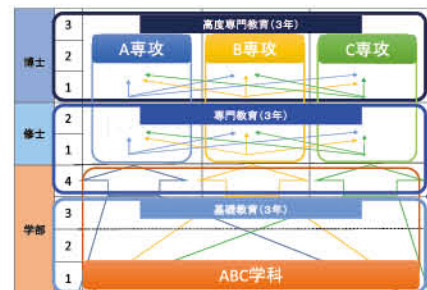 3
高度専門教育(3年)
A専攻
B専攻
C専攻
博士
2
1
2
専門教育(3年)
修士
1
4
3
基礎教育(3年)
学部
2
1
ABC学科